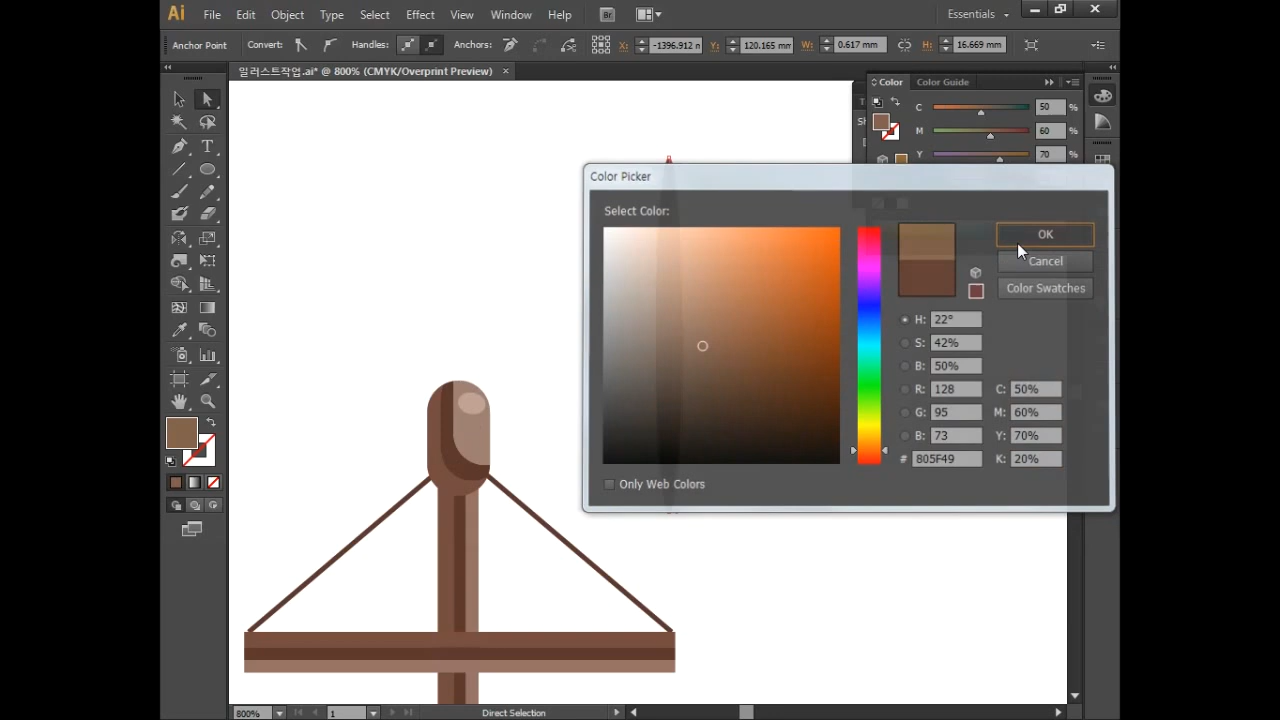 Ai File Edit Object Type Select Effect View Window Help Br Essentials
Anchor Point Convert: Handles: Anchors: X: -1396.912 n Y: 120.165 mm W: 0.617 mm H: 16.669 mm
일러스트작업.ai* @ 800% (CMYK/Overprint Preview) ×
Color Color Guide
C 50 %
M 60 %
Y 70 %
Color Picker
Select Color:
OK
Cancel
Color Swatches
H: 22°
S: 42%
B: 50%
R: 128 C: 50%
G: 95 M: 60%
B: 73 Y: 70%
# 805F49 K: 20%
Only Web Colors
800% 1 Direct Selection